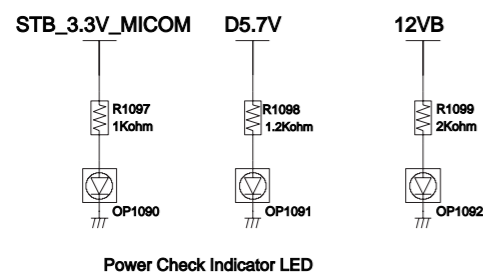 STB_3.3V_MICOM D5.7V 12VB
R1097 R1098 R1099
1Kohm 1.2Kohm 2Kohm
OP1090 OP1091 OP1092
Power Check Indicator LED